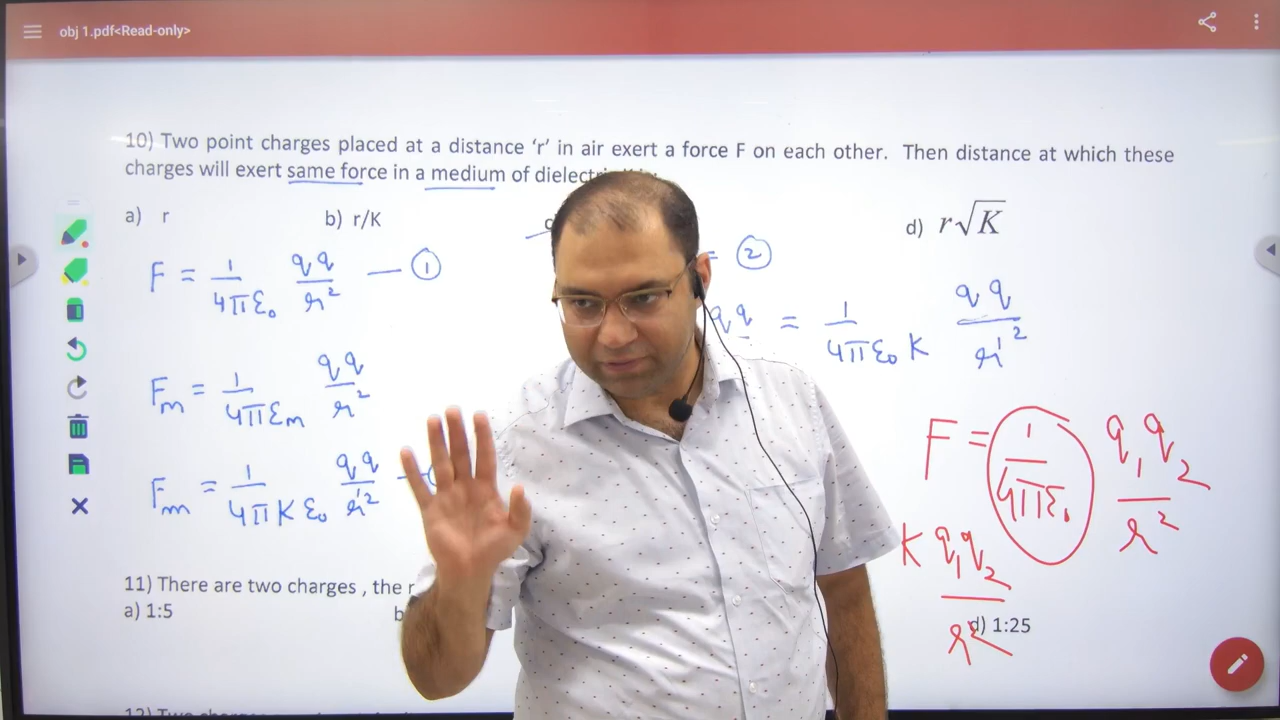 obj 1.pdf<Read-only>
10) Two point charges placed at a distance ‘r’ in air exert a force F on each other. Then distance at which these
charges will exert same force in a medium of
a) r b) r/K d) r√K
F = 1/4πε₀ qq/r² — ①
= ②
qq = 1/4πε₀K qq/r'²
Fm = 1/4πεm qq/r²
F = 1/4πε₀ q₁q₂/r²
Fm = 1/4πKε₀ qq/r'²
K q₁q₂/r²
11) There are two charges , the
a) 1:5 d) 1:25
12) Two